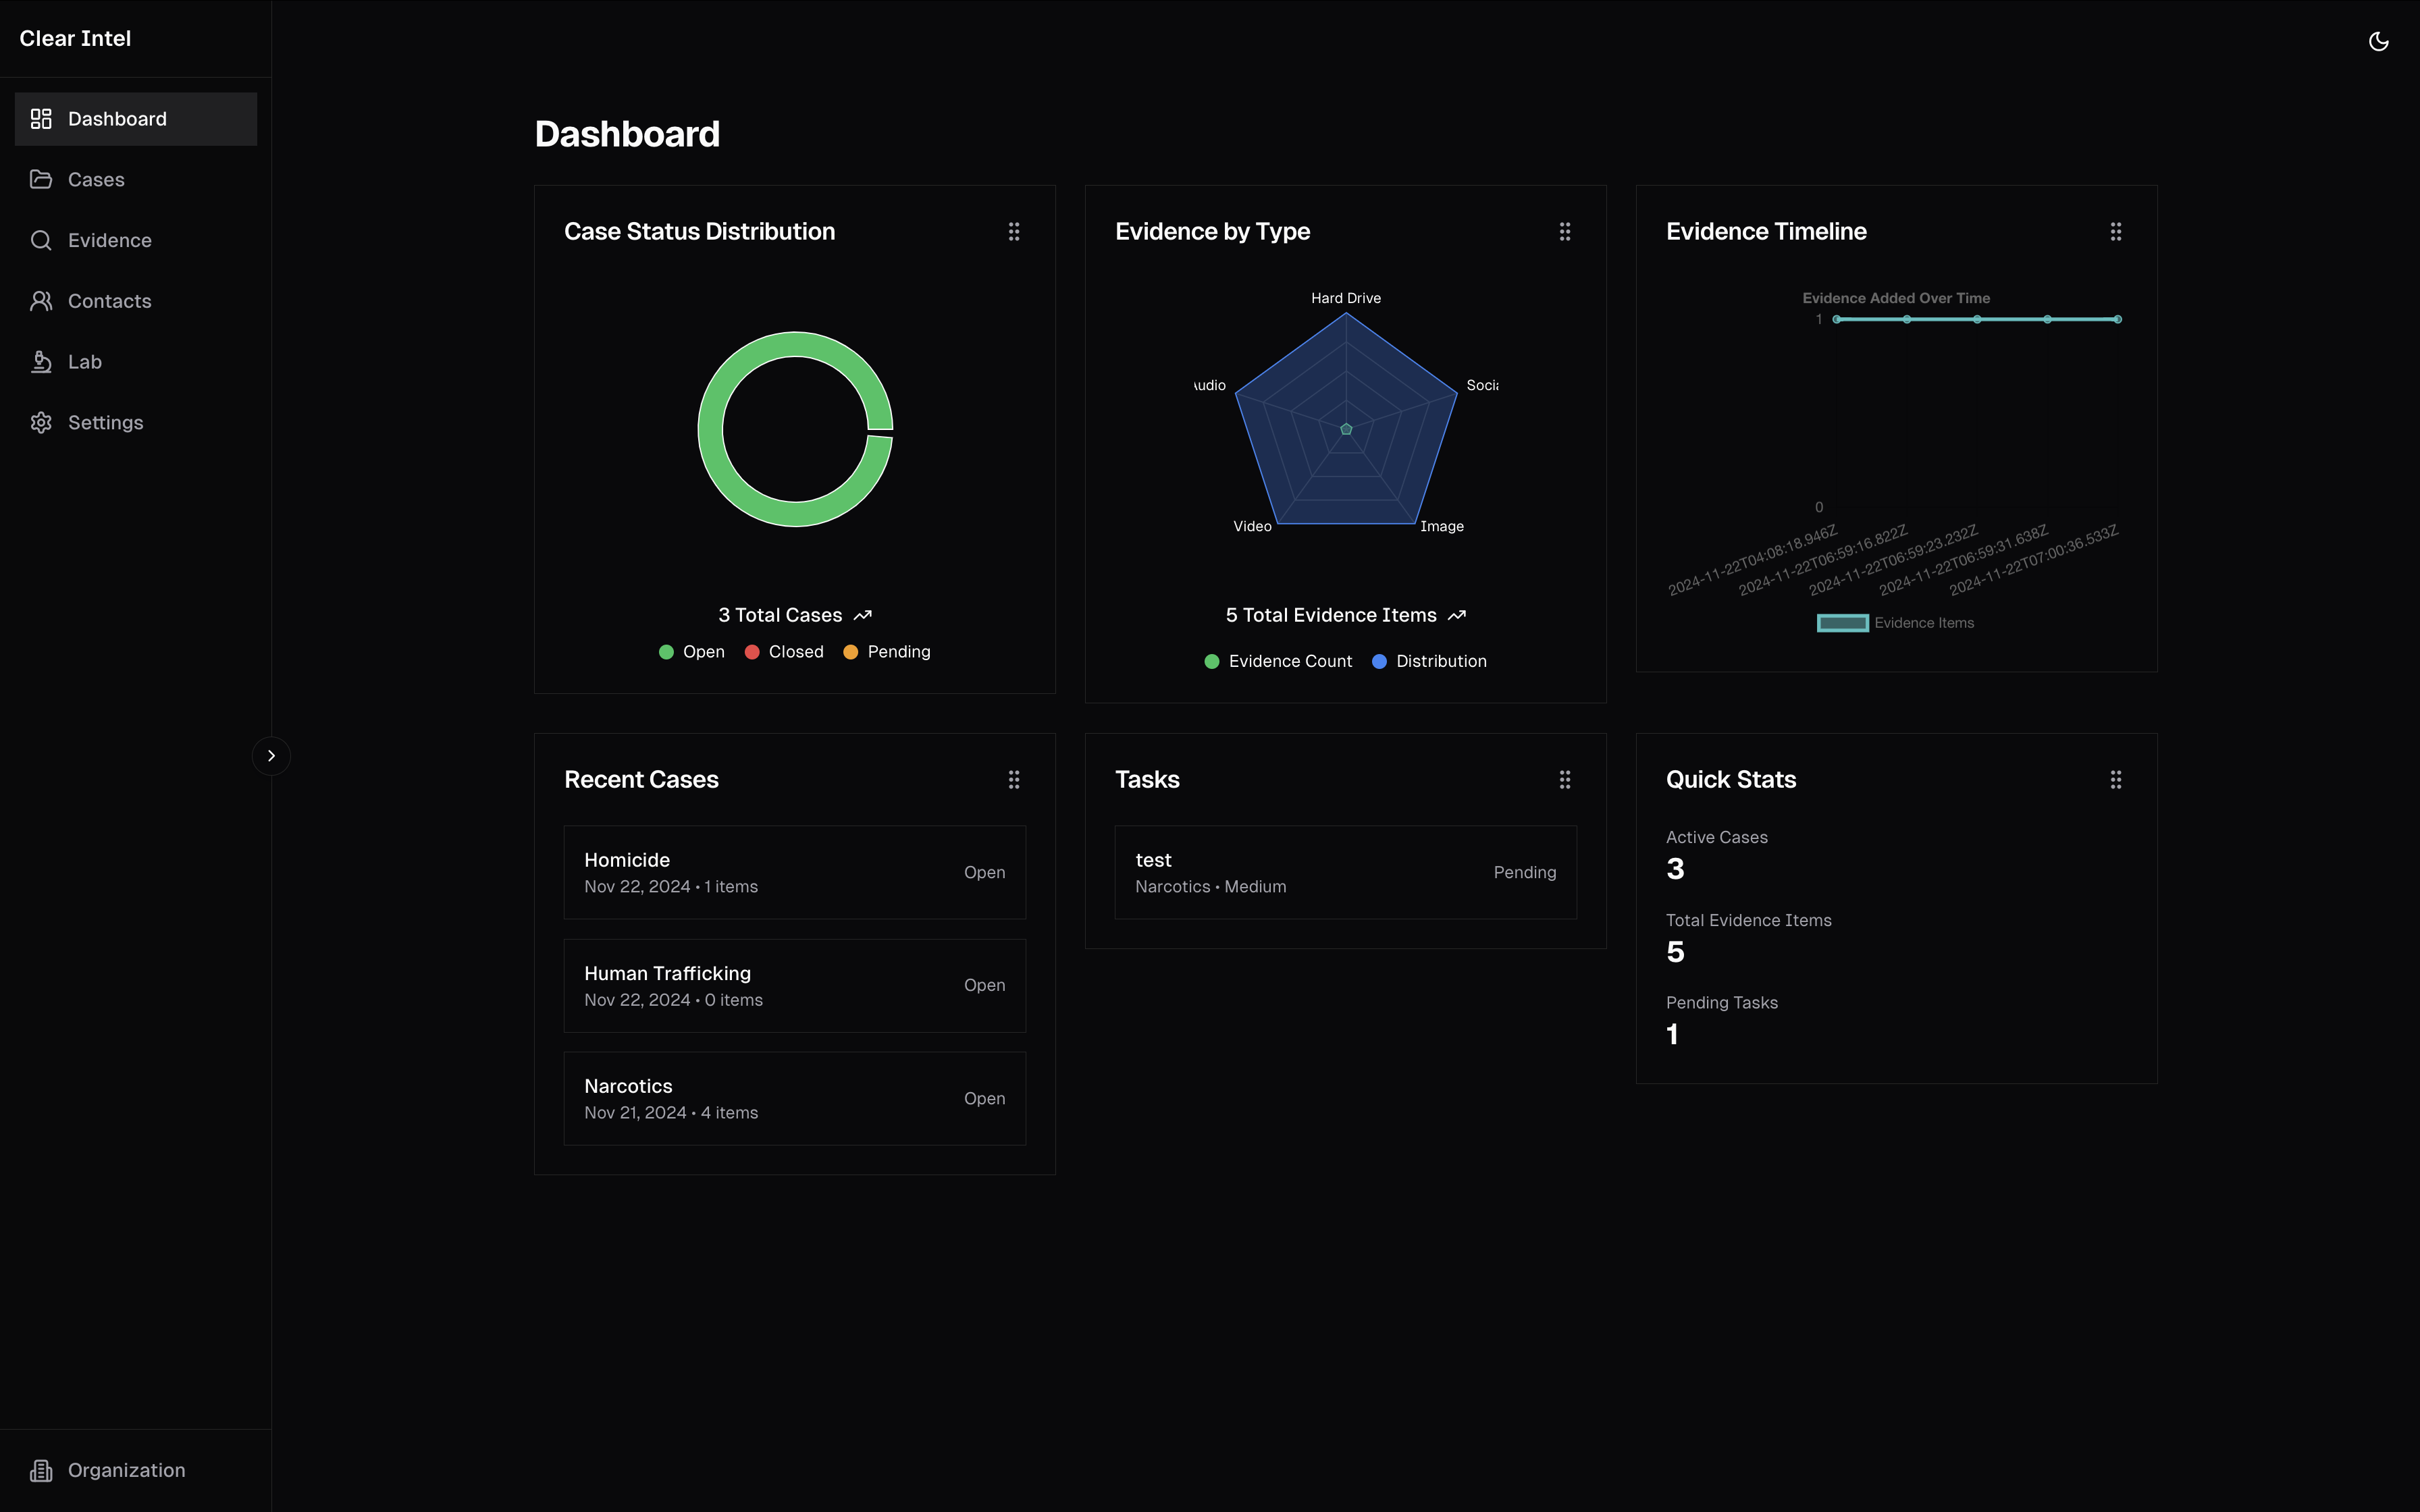 Clear Intel
Dashboard
Cases
Evidence
Contacts
Lab
Settings
Organization
Dashboard
Case Status Distribution
3 Total Cases
Open Closed Pending
Evidence by Type
Hard Drive
udio
Soci
Video
Image
5 Total Evidence Items
Evidence Count Distribution
Evidence Timeline
Evidence Added Over Time
1
0
2024-11-22T04:08:18.946Z
2024-11-22T06:59:16.822Z
2024-11-22T06:59:23.232Z
2024-11-22T06:59:31.638Z
2024-11-22T07:00:36.533Z
Evidence Items
Recent Cases
Homicide
Nov 22, 2024 • 1 items
Open
Human Trafficking
Nov 22, 2024 • 0 items
Open
Narcotics
Nov 21, 2024 • 4 items
Open
Tasks
test
Narcotics • Medium
Pending
Quick Stats
Active Cases
3
Total Evidence Items
5
Pending Tasks
1